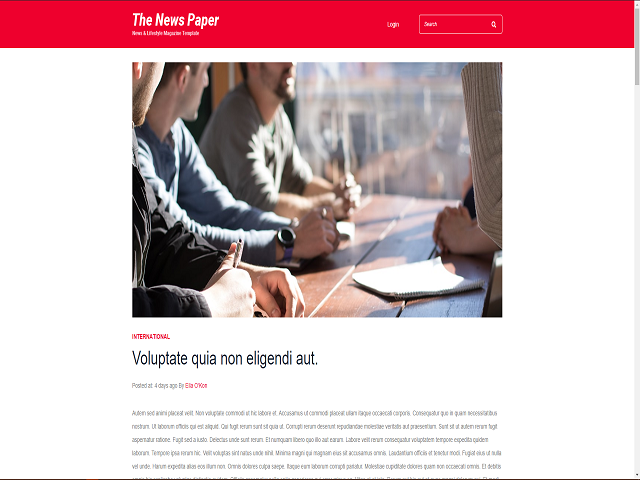 The News Paper
News & Lifestyle Magazine Template
Login
Search
INTERNATIONAL
Voluptate quia non eligendi aut.
Posted at: 4 days ago By Ella O'Kon
Autem sed animi placeat velit. Non voluptate commodi ut hic labore et. Accusamus ut commodi placeat ullam itaque occaecati corporis. Consequatur quo in quam necessitatibus
nostrum. Ut laborum officiis qui est aliquid. Qui fugit rerum sunt sit quia ut. Corrupti rerum deserunt repudiandae molestiae veritatis aut praesentium. Sunt sit ut autem rerum fugit
aspernatur ratione. Fugit sed a iusto. Delectus unde sunt rerum. Et numquam libero quo illo aut earum. Labore velit rerum consequatur voluptatem tempore expedita quidem
laborum. Tempore ipsa rerum hic. Velit voluptas sint natus unde nihil. Minima magni qui magnam eius sit accusamus omnis. Laudantium officiis et tenetur modi. Fugiat eius ut nulla
vel unde. Harum expedita alias eos illum non. Omnis dolores culpa saepe. Itaque eum laborum corrupti pariatur. Molestiae cupiditate dolores quam non occaecati omnis. Et debitis